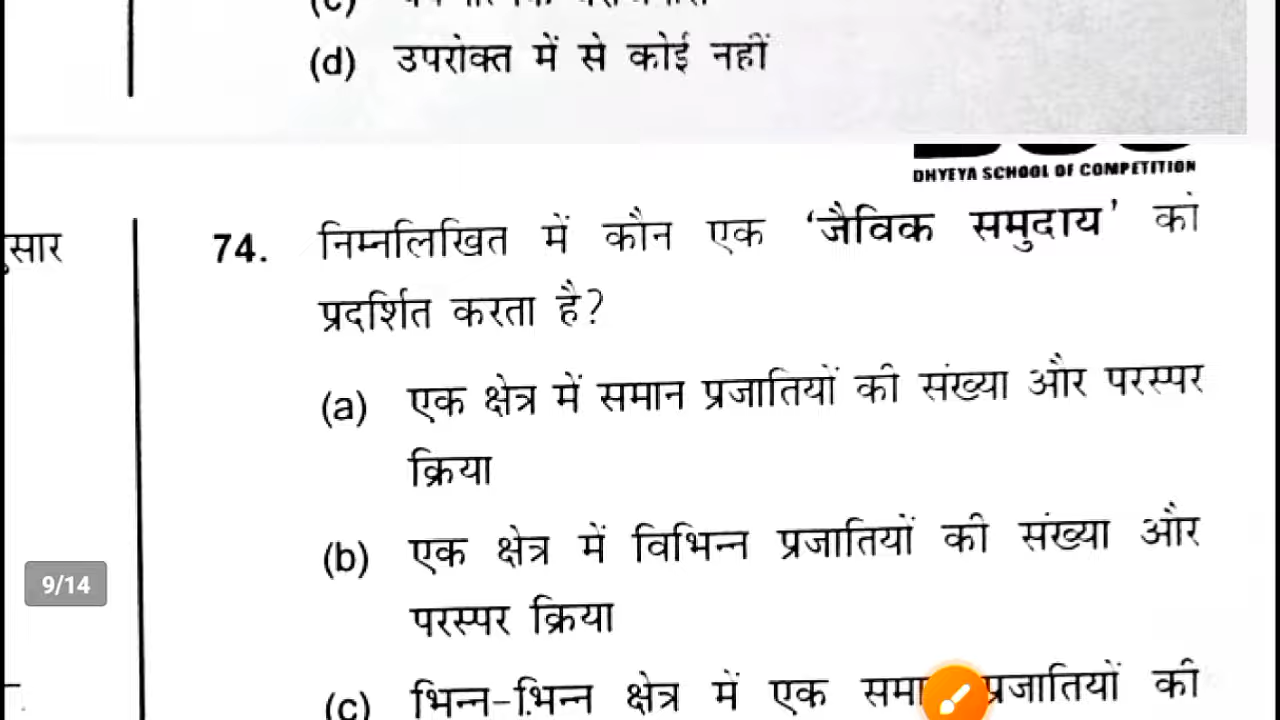 (d) उपरोक्त में से कोई नहीं
DHYEYA SCHOOL OF COMPETITION
74. निम्नलिखित में कौन एक ‘जैविक समुदाय’ को
प्रदर्शित करता है?
(a) एक क्षेत्र में समान प्रजातियों की संख्या और परस्पर
क्रिया
(b) एक क्षेत्र में विभिन्न प्रजातियों की संख्या और
परस्पर क्रिया
(c) भिन्न-भिन्न क्षेत्र में एक प्रजातियों की
9/14